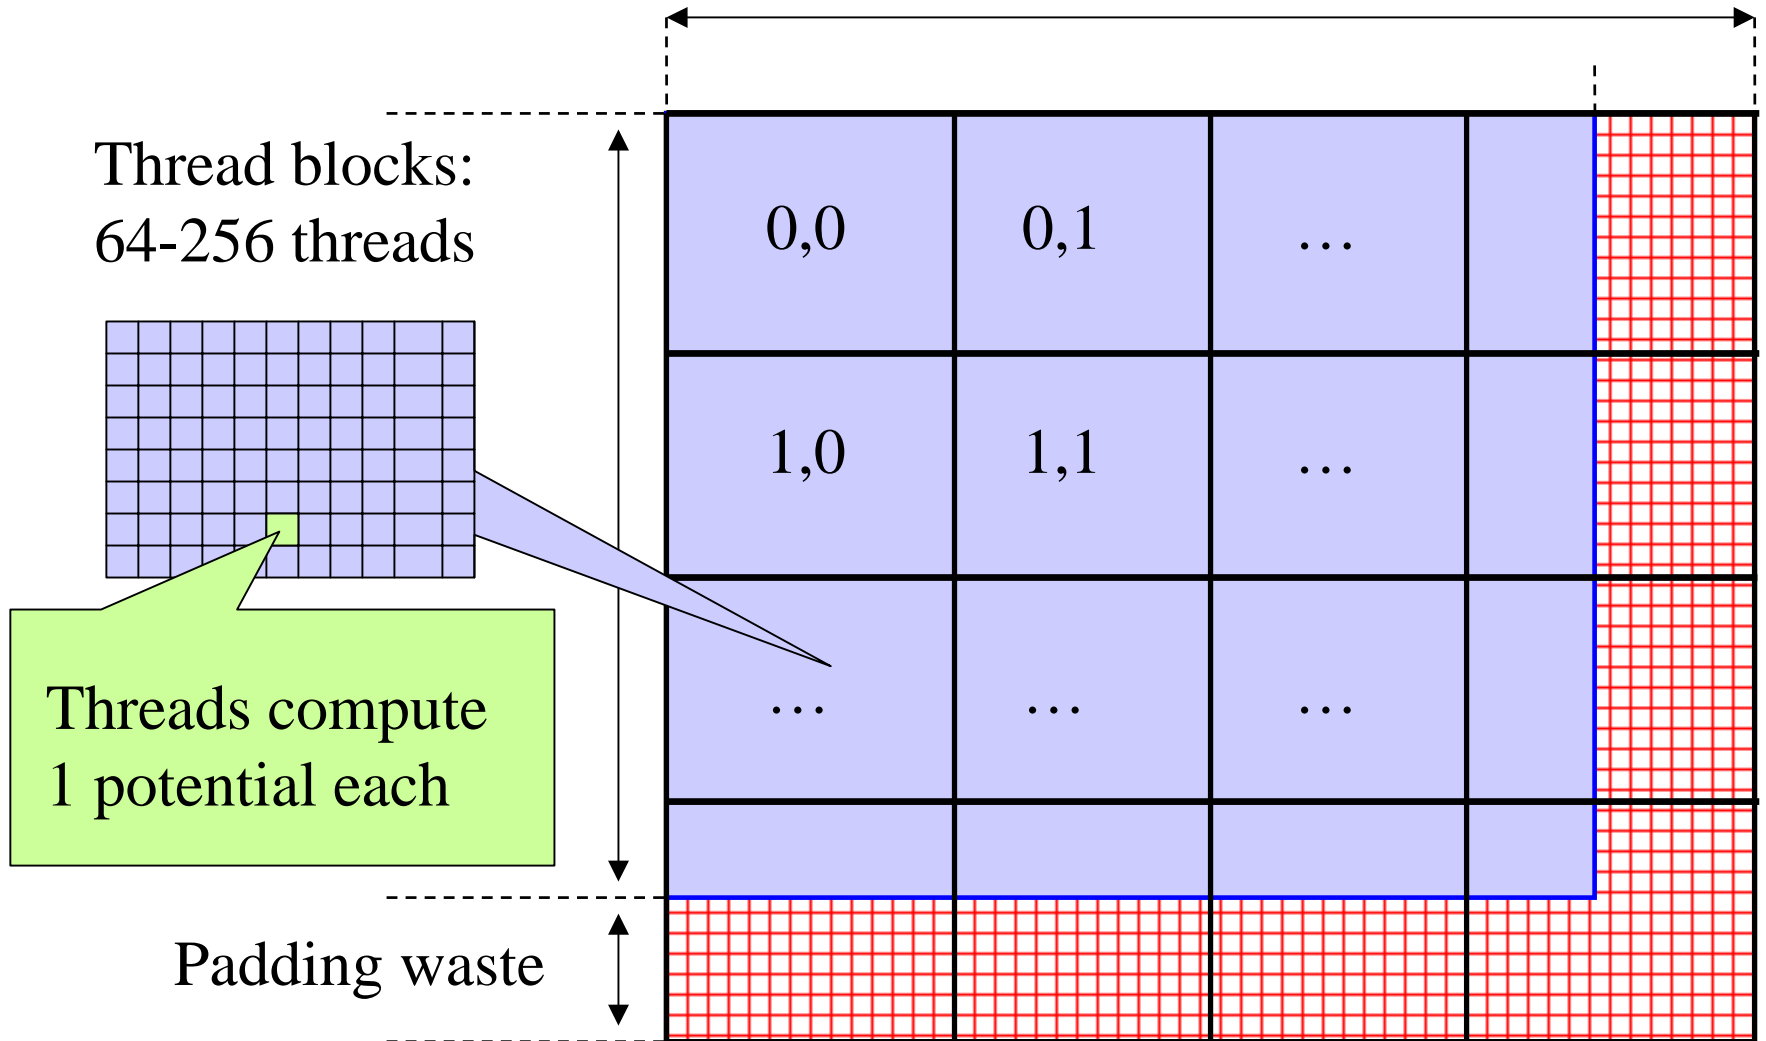 Thread blocks:
64-256 threads
0,0
0,1
…
1,0
1,1
…
…
…
…
Threads compute
1 potential each
Padding waste